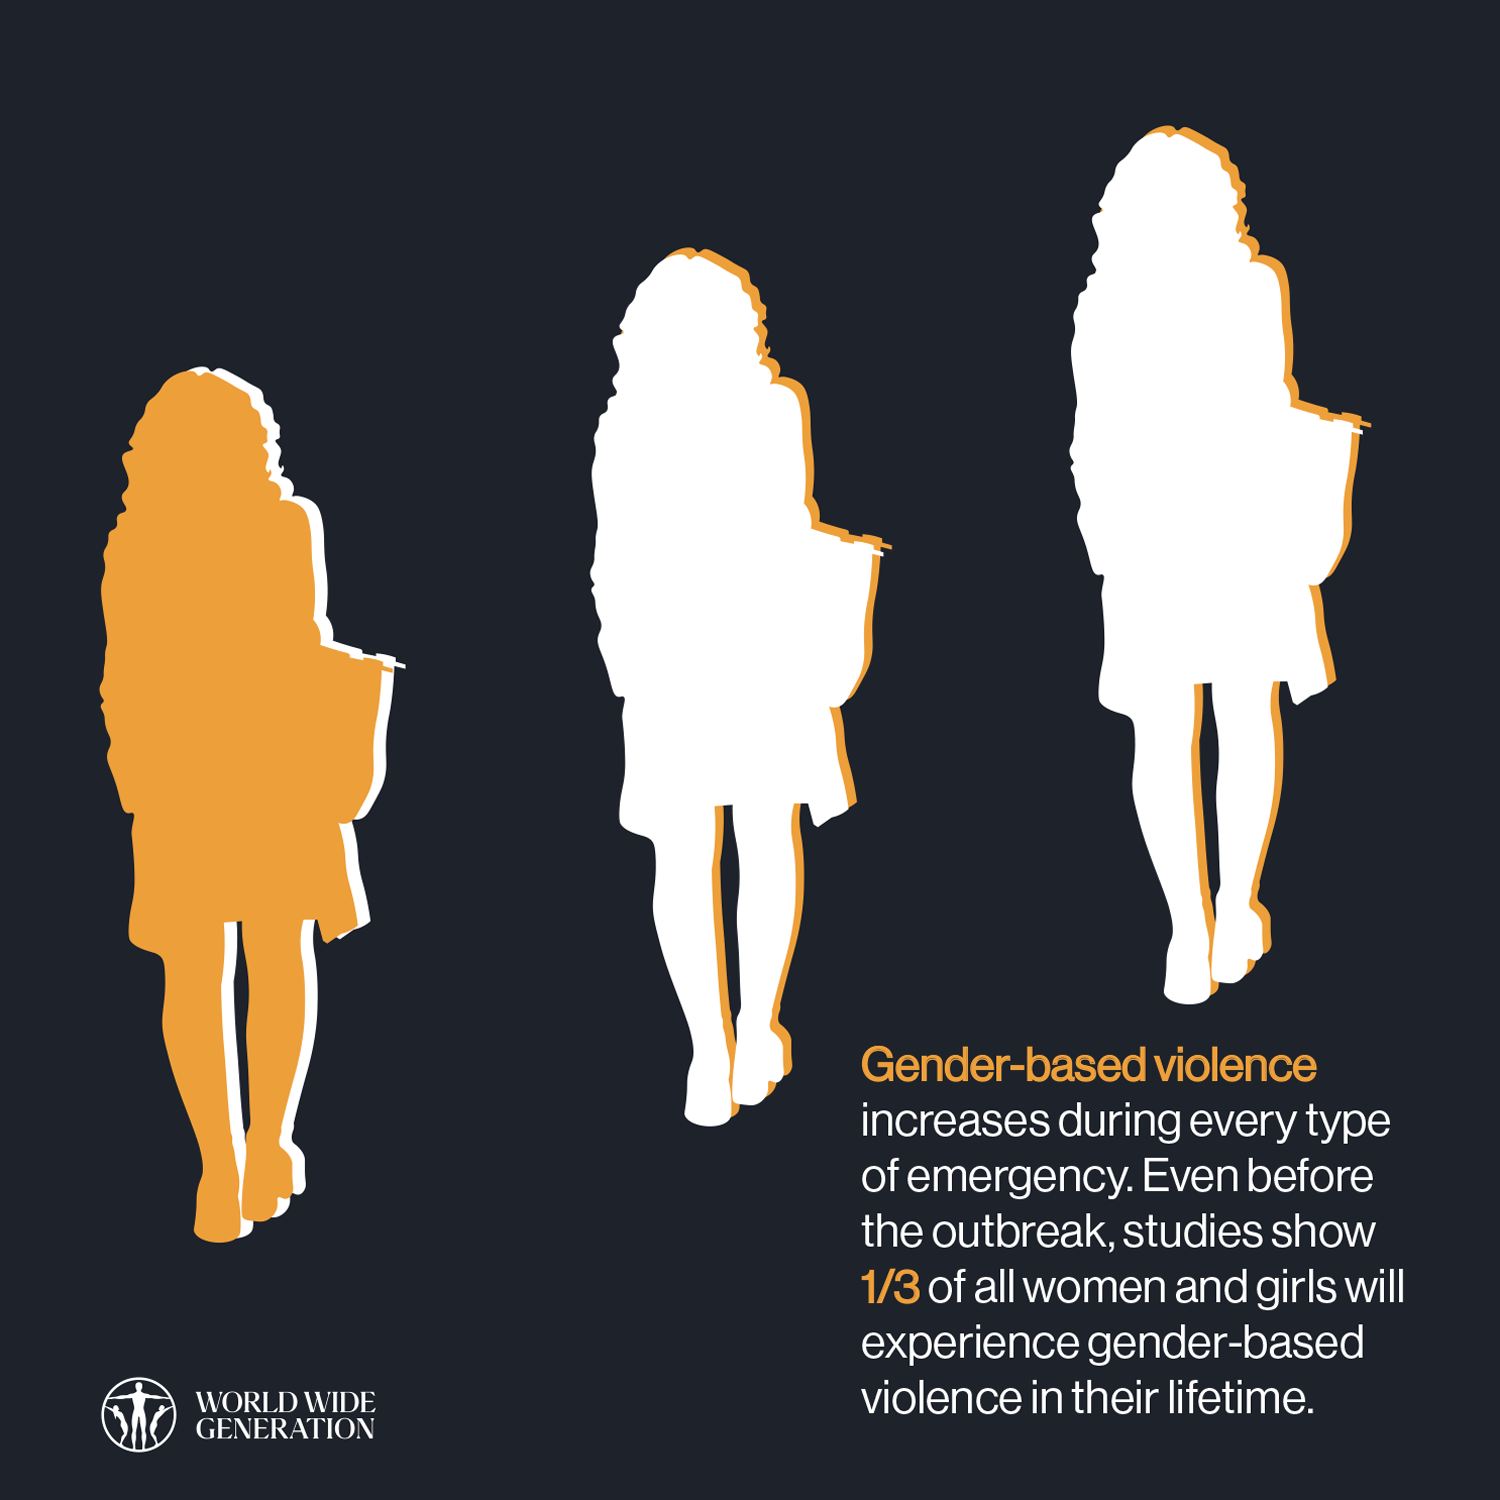 Gender-based violence
increases during every type
of emergency. Even before
the outbreak, studies show
1/3 of all women and girls will
experience gender-based
violence in their lifetime.
WORLD WIDE
GENERATION